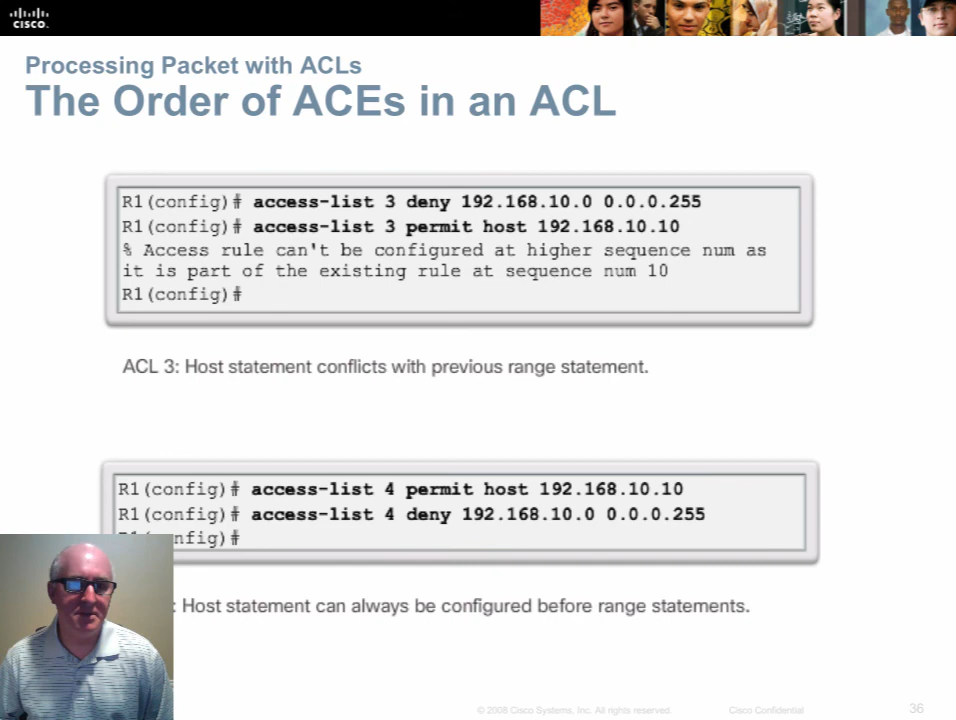 CISCO.
Processing Packet with ACLs
The Order of ACEs in an ACL
R1(config)# access-list 3 deny 192.168.10.0 0.0.0.255
R1(config)# access-list 3 permit host 192.168.10.10
% Access rule can't be configured at higher sequence num as
it is part of the existing rule at sequence num 10
R1(config)#
ACL 3: Host statement conflicts with previous range statement.
R1(config)# access-list 4 permit host 192.168.10.10
R1(config)# access-list 4 deny 192.168.10.0 0.0.0.255
R1(config)#
: Host statement can always be configured before range statements.
© 2008 Cisco Systems, Inc. All rights reserved. Cisco Confidential 36